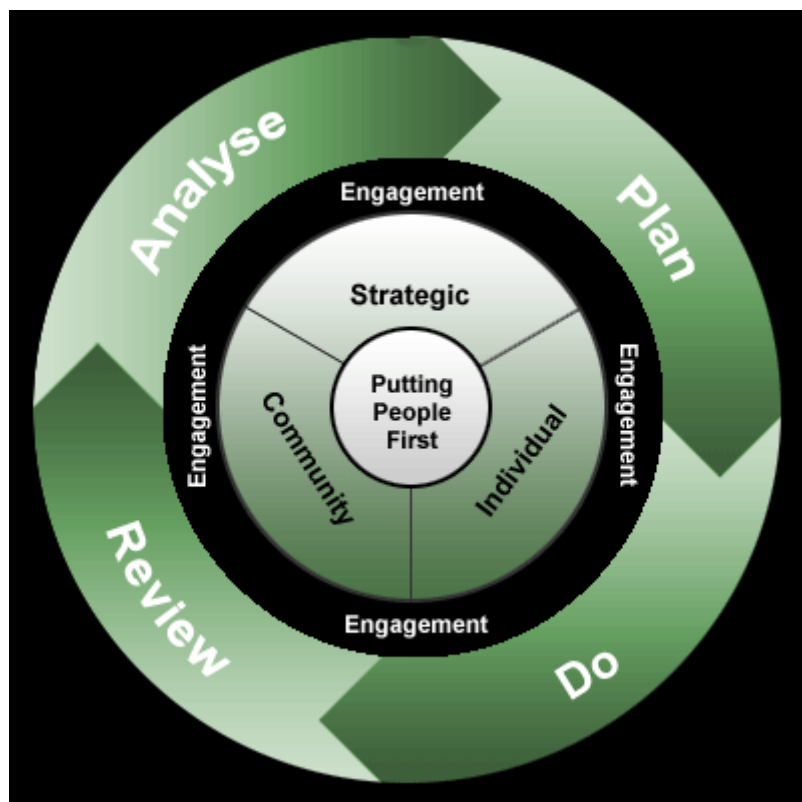 Analyse
Plan
Engagement
Strategic
Engagement
Putting
People
First
Engagement
Community
Individual
Review
Engagement
Do